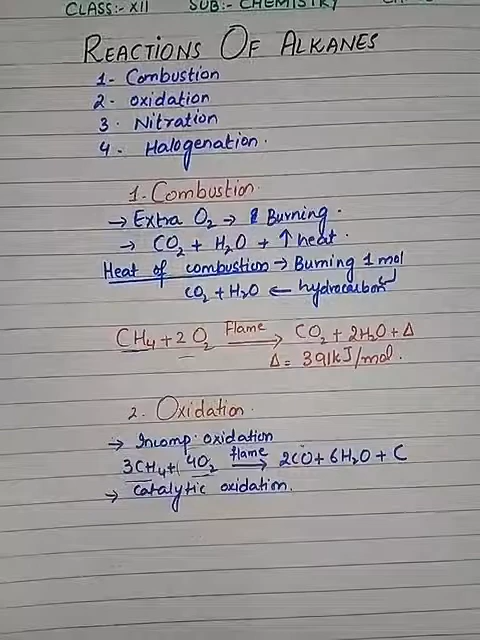 CLASS:- XII SUB:- CHEMISTRY
REACTIONS OF ALKANES
1- Combustion
2- oxidation
3. Nitration
4. Halogenation.
1. Combustion.
→ Extra O₂ → Burning.
→ CO₂ + H₂O + ↑ heat.
Heat of combustion → Burning 1 mol
CO₂ + H₂O ← hydrocarbon ↲
CH₄ + 2O₂ Flame → CO₂ + 2H₂O + Δ
Δ = 391kJ/mol.
2. Oxidation.
→ Incomp. oxidation
3CH₄ + 4O₂ flame → 2CO + 6H₂O + C
→ Catalytic oxidation.